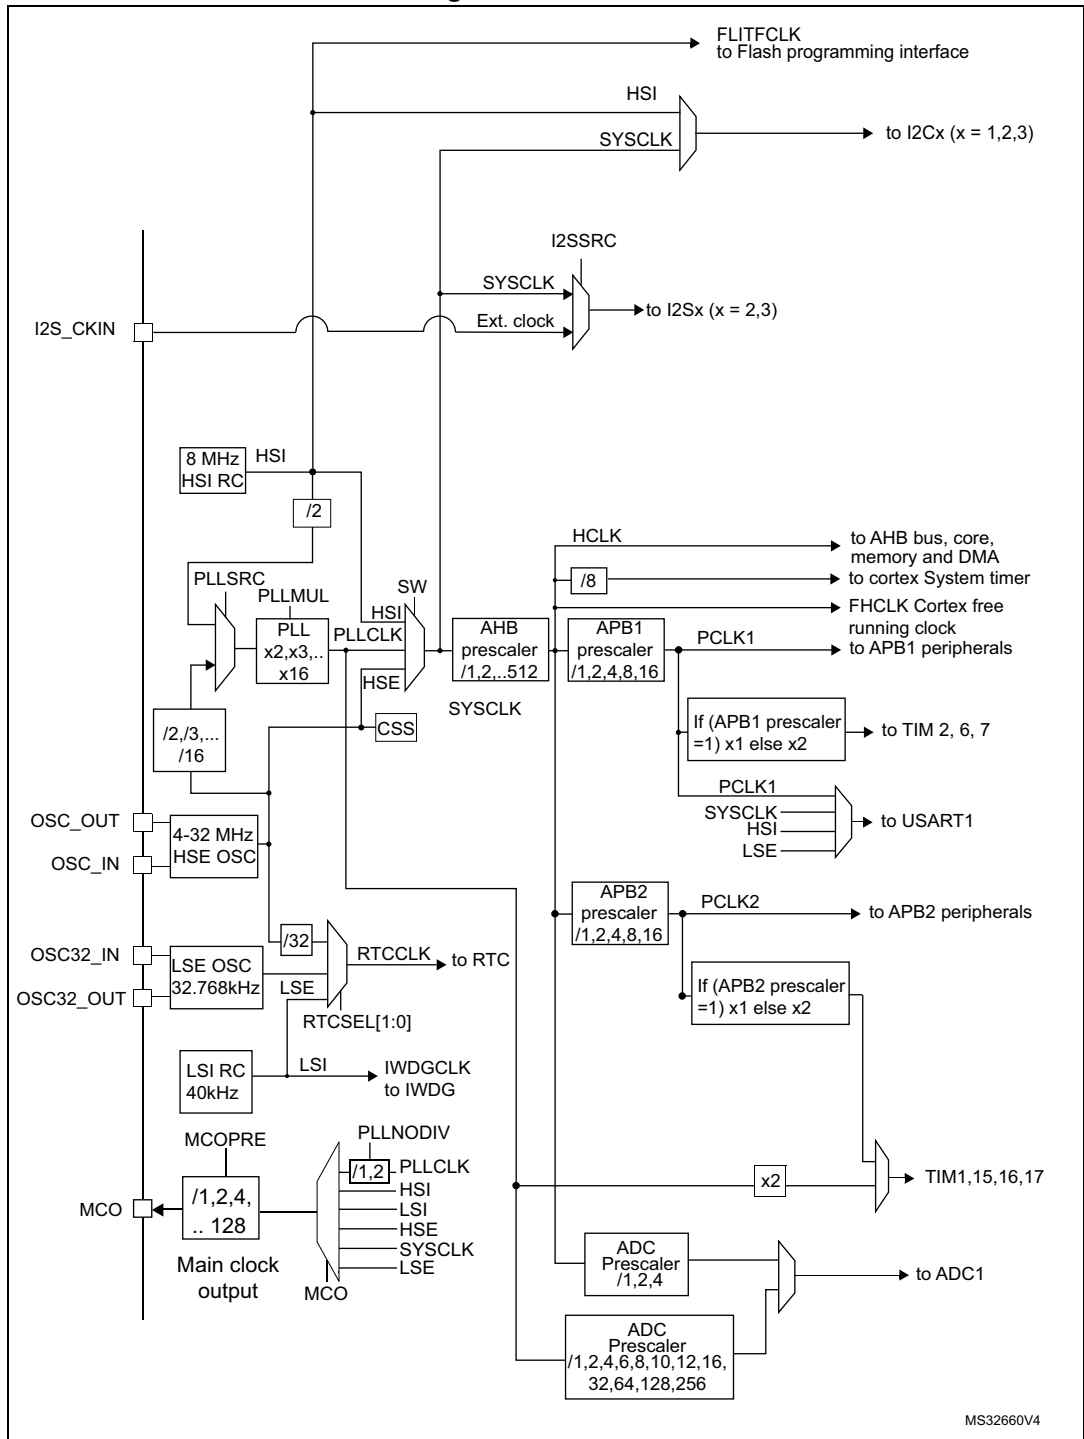 FLITFCLK
to Flash programming interface
HSI
to I2Cx (x = 1,2,3)
SYSCLK
I2SSRC
SYSCLK
to I2Sx (x = 2,3)
I2S_CKIN
Ext. clock
8 MHz
HSI RC
HSI
/2
HCLK
to AHB bus, core,
memory and DMA
/8
to cortex System timer
FHCLK Cortex free
running clock
PLLSRC
PLLMUL
PLL
x2,x3,..
x16
SW
HSI
PLLCLK
HSE
AHB
prescaler
/1,2,..512
SYSCLK
APB1
prescaler
/1,2,4,8,16
PCLK1
to APB1 peripherals
/2,/3,...
/16
CSS
If (APB1 prescaler
=1) x1 else x2
to TIM 2, 6, 7
PCLK1
SYSCLK
HSI
LSE
to USART1
OSC_OUT
OSC_IN
4-32 MHz
HSE OSC
APB2
prescaler
/1,2,4,8,16
PCLK2
to APB2 peripherals
/32
RTCCLK
to RTC
OSC32_IN
OSC32_OUT
LSE OSC
32.768kHz
LSE
RTCSEL[1:0]
If (APB2 prescaler
=1) x1 else x2
LSI RC
40kHz
LSI
IWDGCLK
to IWDG
MCOPRE
PLLNODIV
/1,2
PLLCLK
HSI
LSI
HSE
SYSCLK
LSE
MCO
/1,2,4,
.. 128
Main clock
output
MCO
x2
TIM1,15,16,17
ADC
Prescaler
/1,2,4
to ADC1
ADC
Prescaler
/1,2,4,6,8,10,12,16,
32,64,128,256
MS32660V4